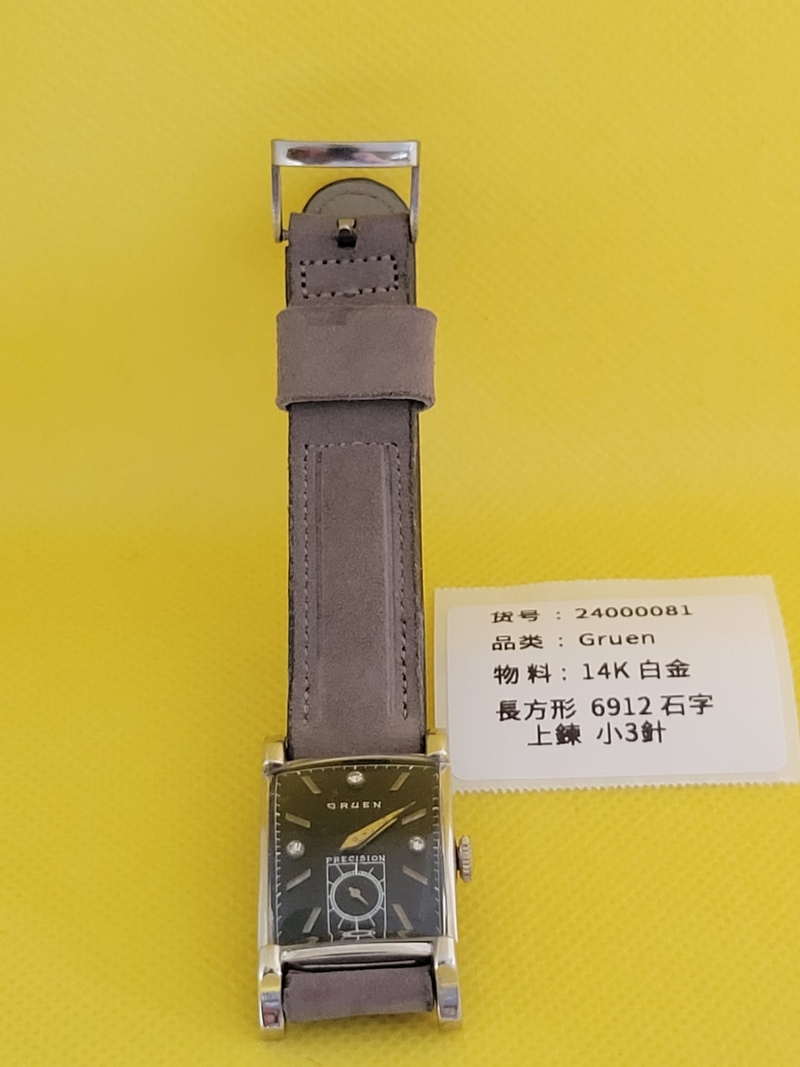 货号 : 24000081
品类 : Gruen
物料 : 14K 白金
長方形 6912 石字
上鍊 小3針
GRUEN
PRECISION